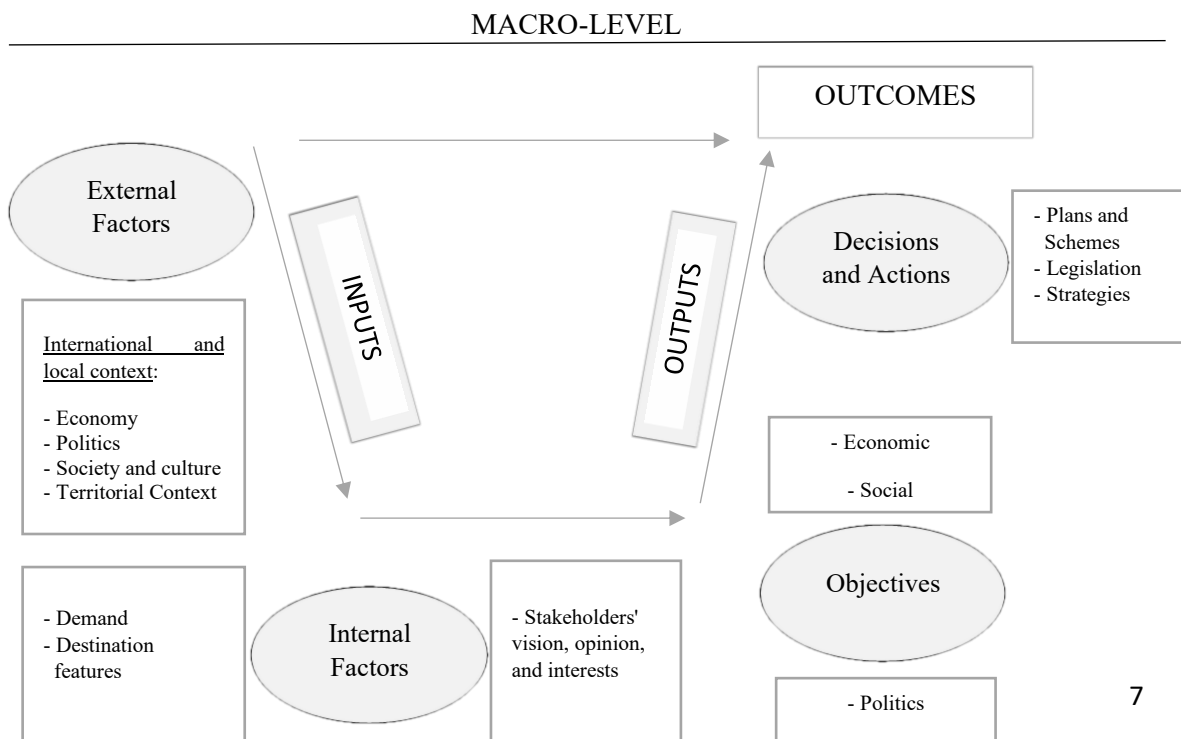 MACRO-LEVEL
OUTCOMES
External
Factors
INPUTS
OUTPUTS
Decisions
and Actions
- Plans and
Schemes
- Legislation
- Strategies
International and
local context:
- Economy
- Politics
- Society and culture
- Territorial Context
- Economic
- Social
Objectives
- Demand
- Destination
features
Internal
Factors
- Stakeholders'
vision, opinion,
and interests
- Politics
7